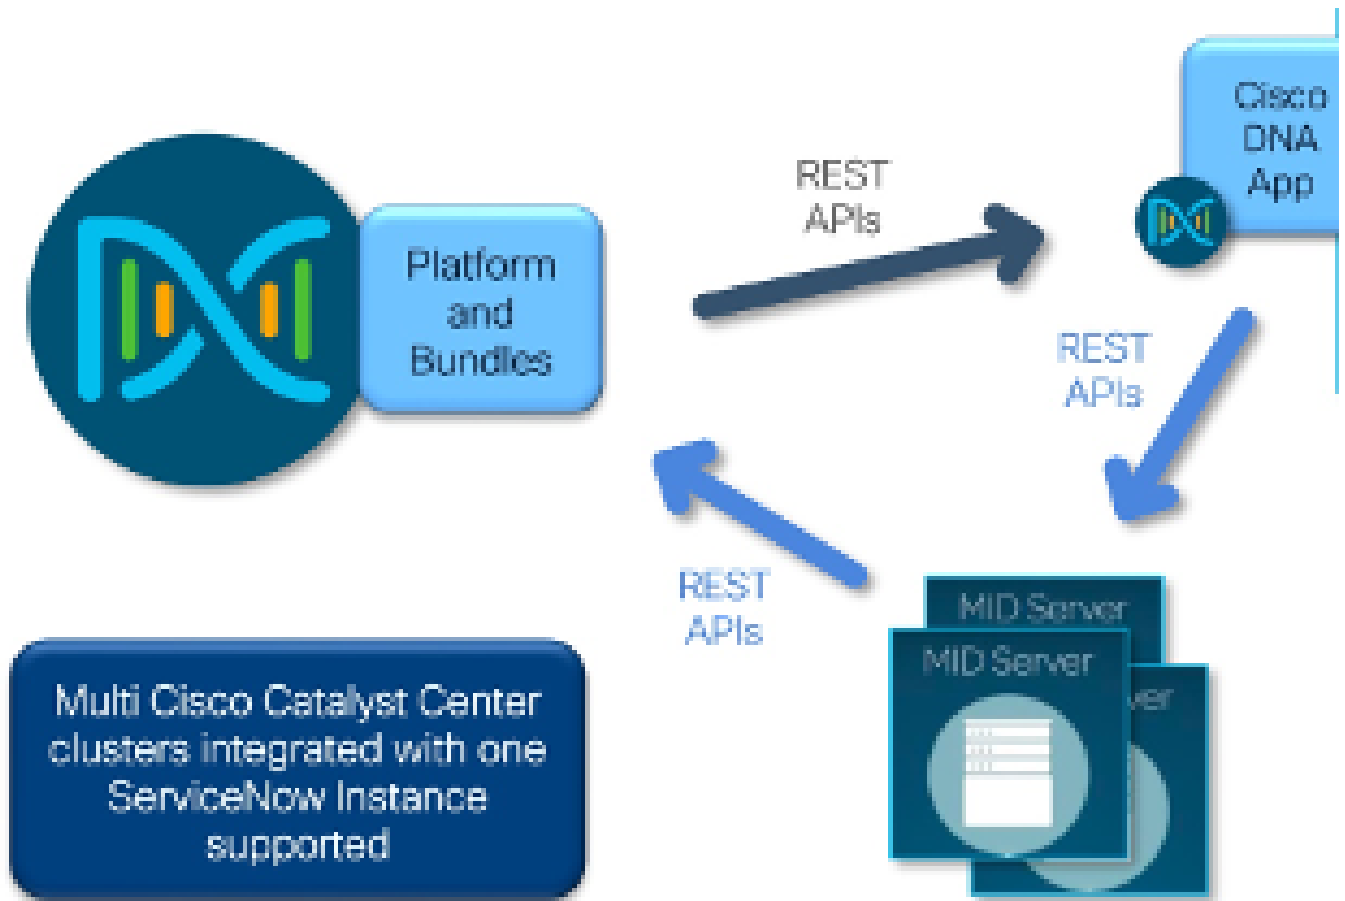 Platform
and
Bundles
REST
APIs
Cisco
DNA
App
REST
APIs
REST
APIs
MID Server
MID Server
ver
Multi Cisco Catalyst Center
clusters integrated with one
ServiceNow Instance
supported